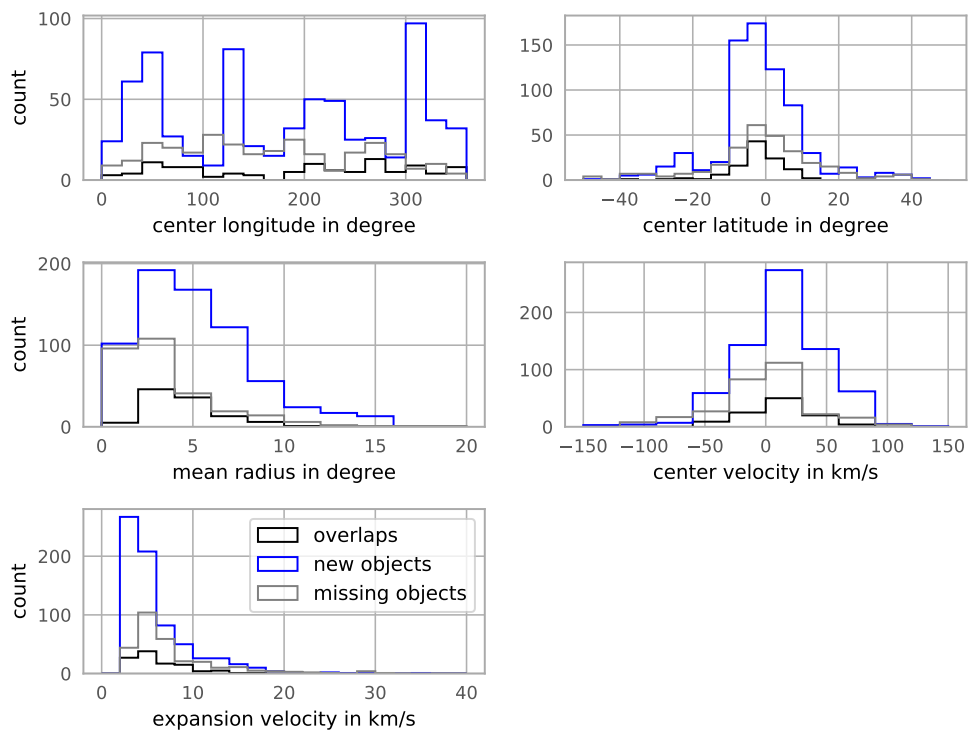 100
50
0
count
0 100 200 300
center longitude in degree
150
100
50
0
−40 −20 0 20 40
center latitude in degree
200
100
0
count
0 5 10 15 20
mean radius in degree
200
100
0
−150 −100 −50 0 50 100 150
center velocity in km/s
200
100
0
count
overlaps
new objects
missing objects
0 10 20 30 40
expansion velocity in km/s